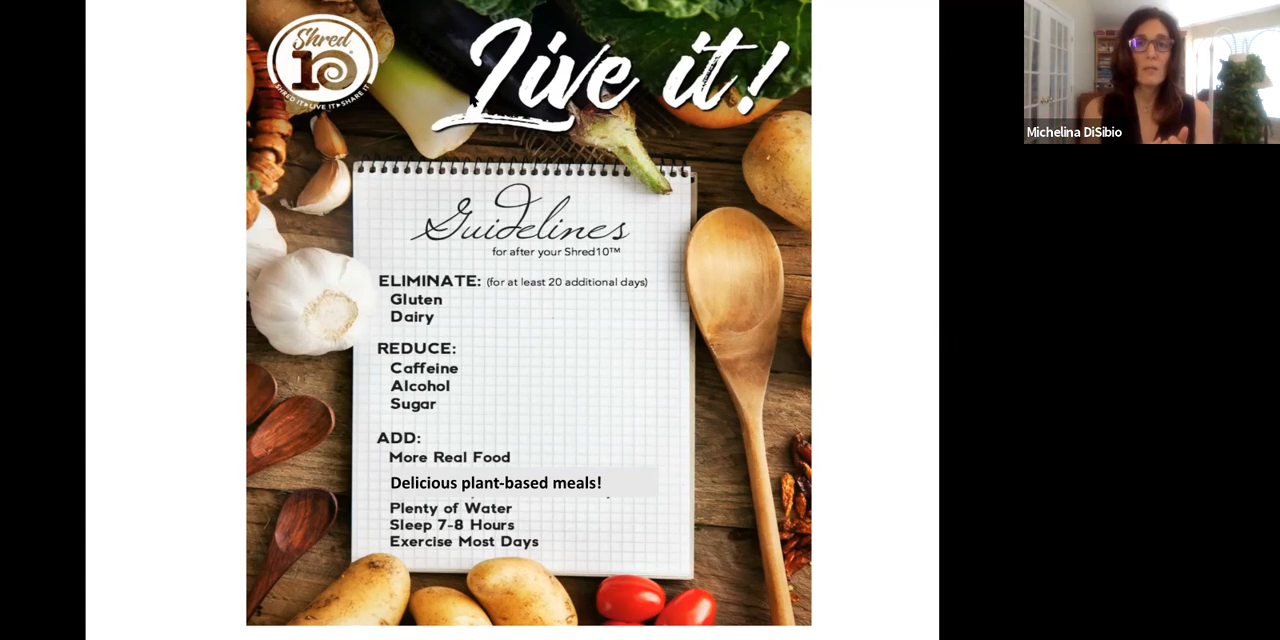 Shred
10
SHRED IT▸LIVE IT▸SHARE IT
Live it!
Michelina DiSibio
Guidelines
for after your Shred10™
ELIMINATE: (for at least 20 additional days)
Gluten
Dairy
REDUCE:
Caffeine
Alcohol
Sugar
ADD:
More Real Food
Delicious plant-based meals!
Plenty of Water
Sleep 7-8 Hours
Exercise Most Days